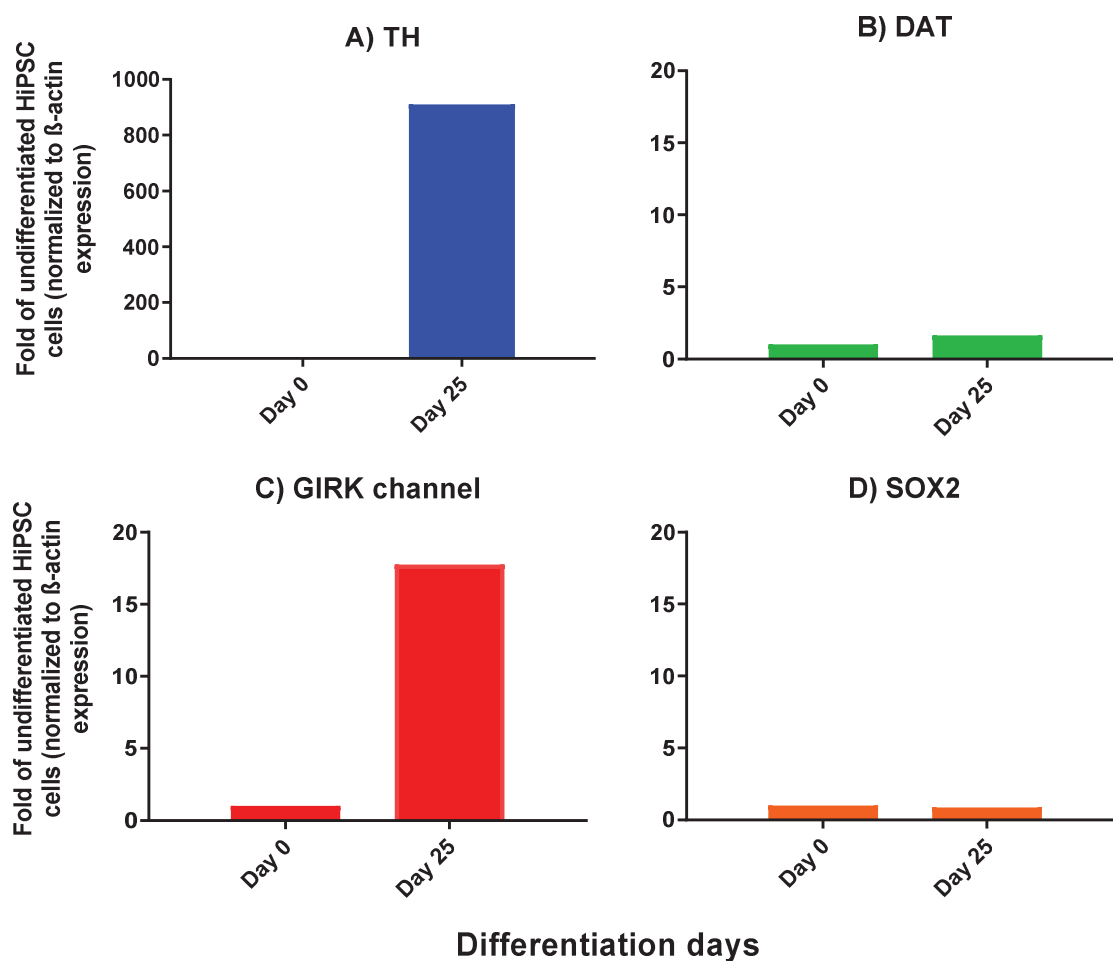 A) TH
Fold of undifferentiated HiPSC
cells (normalized to ß-actin
expression)
1000
800
600
400
200
0
Day 0
Day 25
B) DAT
20
15
10
5
0
Day 0
Day 25
C) GIRK channel
Fold of undifferentiated HiPSC
cells (normalized to ß-actin
expression)
20
15
10
5
0
Day 0
Day 25
D) SOX2
20
15
10
5
0
Day 0
Day 25
Differentiation days